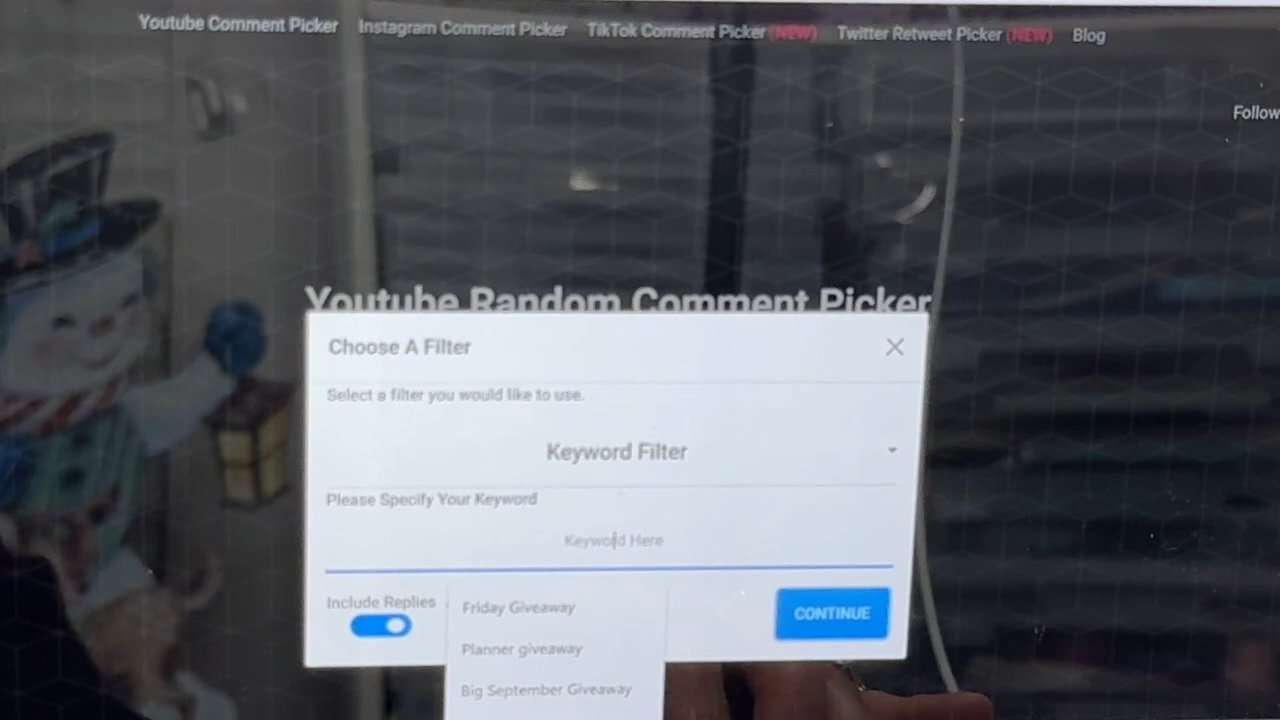 Youtube Comment Picker Instagram Comment Picker TikTok Comment Picker (NEW) Twitter Retweet Picker (NEW) Blog
Follow
Youtube Random Comment Picker
Choose A Filter
Select a filter you would like to use.
Keyword Filter
Please Specify Your Keyword
Keyword Here
Include Replies
CONTINUE
Friday Giveaway
Planner giveaway
Big September Giveaway